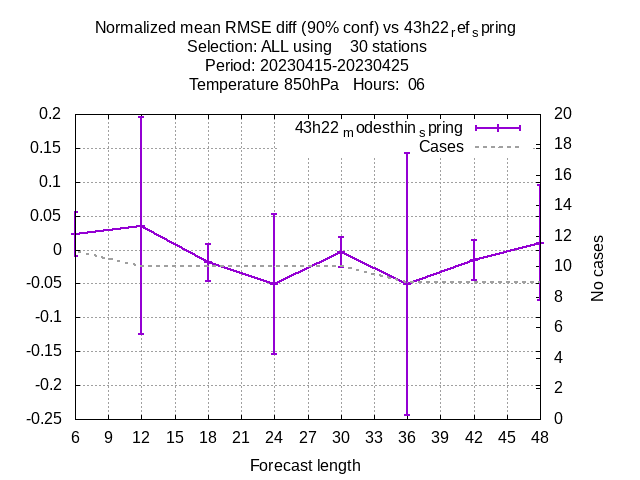 Normalized mean RMSE diff (90% conf) vs 43h22refspring
Selection: ALL using    30 stations
Period: 20230415-20230425
Temperature 850hPa   Hours:  06
43h22modesthinspring
Cases
0.2
0.15
0.1
0.05
0
-0.05
-0.1
-0.15
-0.2
-0.25
20
18
16
14
12
10
8
6
4
2
0
No cases
6 9 12 15 18 21 24 27 30 33 36 39 42 45 48
Forecast length